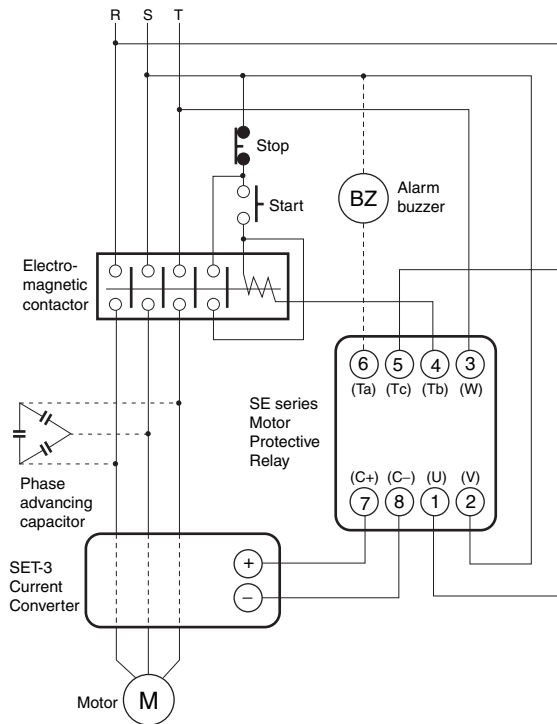 R S T
Stop
BZ
Alarm
buzzer
Start
Electro-
magnetic
contactor
6 5 4 3
(Ta) (Tc) (Tb) (W)
SE series
Motor
Protective
Relay
(C+) (C−) (U) (V)
7 8 1 2
Phase
advancing
capacitor
SET-3
Current
Converter
+
−
Motor
M